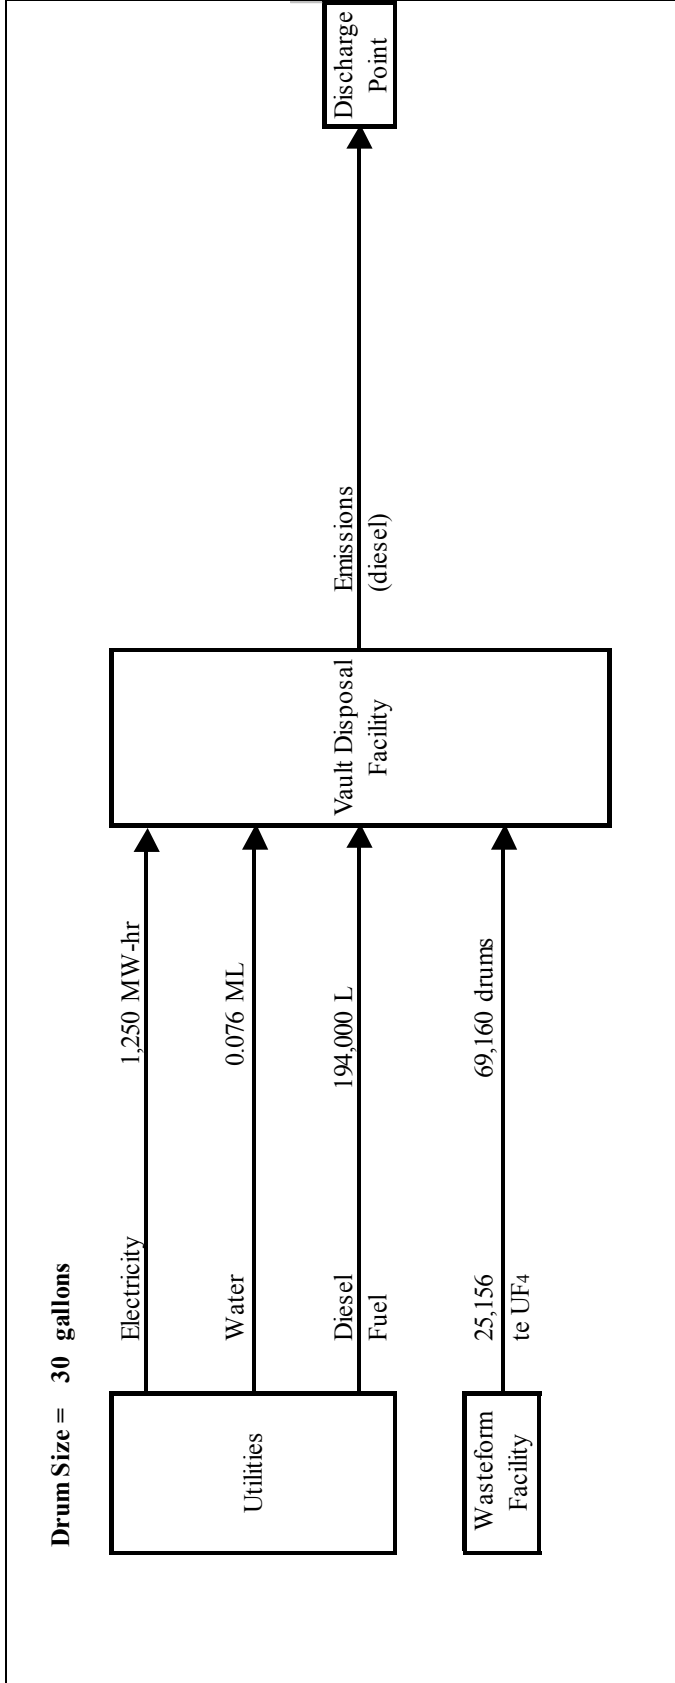 Drum Size = 30 gallons
Electricity 1,250 MW-hr
Water 0.076 ML
Diesel 194,000 L
Fuel
Utilities
25,156 69,160 drums
te UF4
Wasteform
Facility
Vault Disposal
Facility
Emissions
(diesel)
Discharge
Point